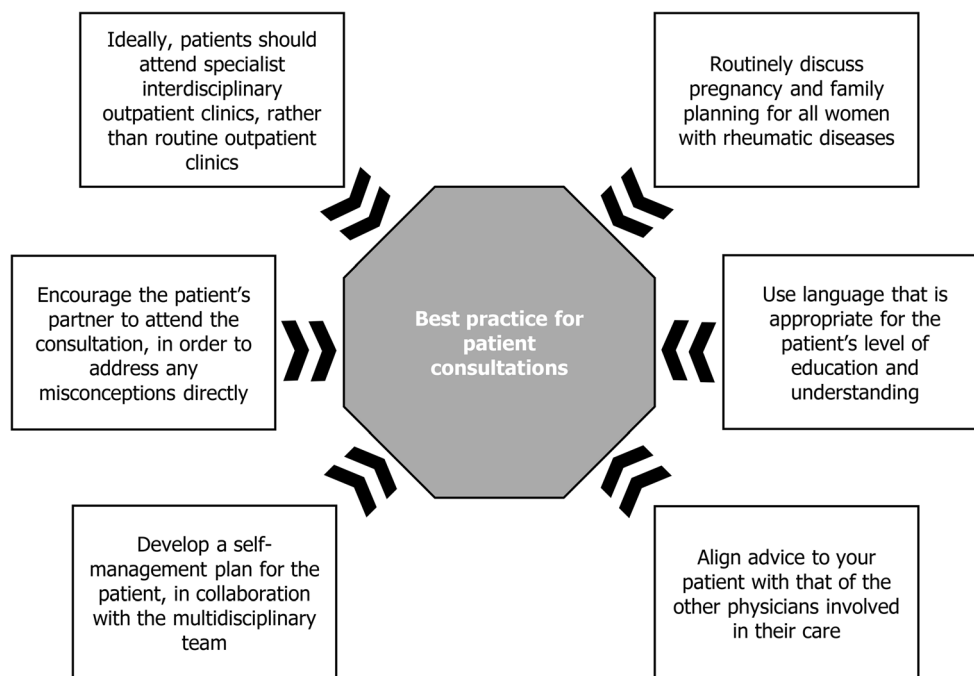 Ideally, patients should
attend specialist
interdisciplinary
outpatient clinics, rather
than routine outpatient
clinics
Routinely discuss
pregnancy and family
planning for all women
with rheumatic diseases
Encourage the patient’s
partner to attend the
consultation, in order to
address any
misconceptions directly
Best practice for
patient
consultations
Use language that is
appropriate for the
patient’s level of
education and
understanding
Develop a self-
management plan for the
patient, in collaboration
with the multidisciplinary
team
Align advice to your
patient with that of the
other physicians involved
in their care